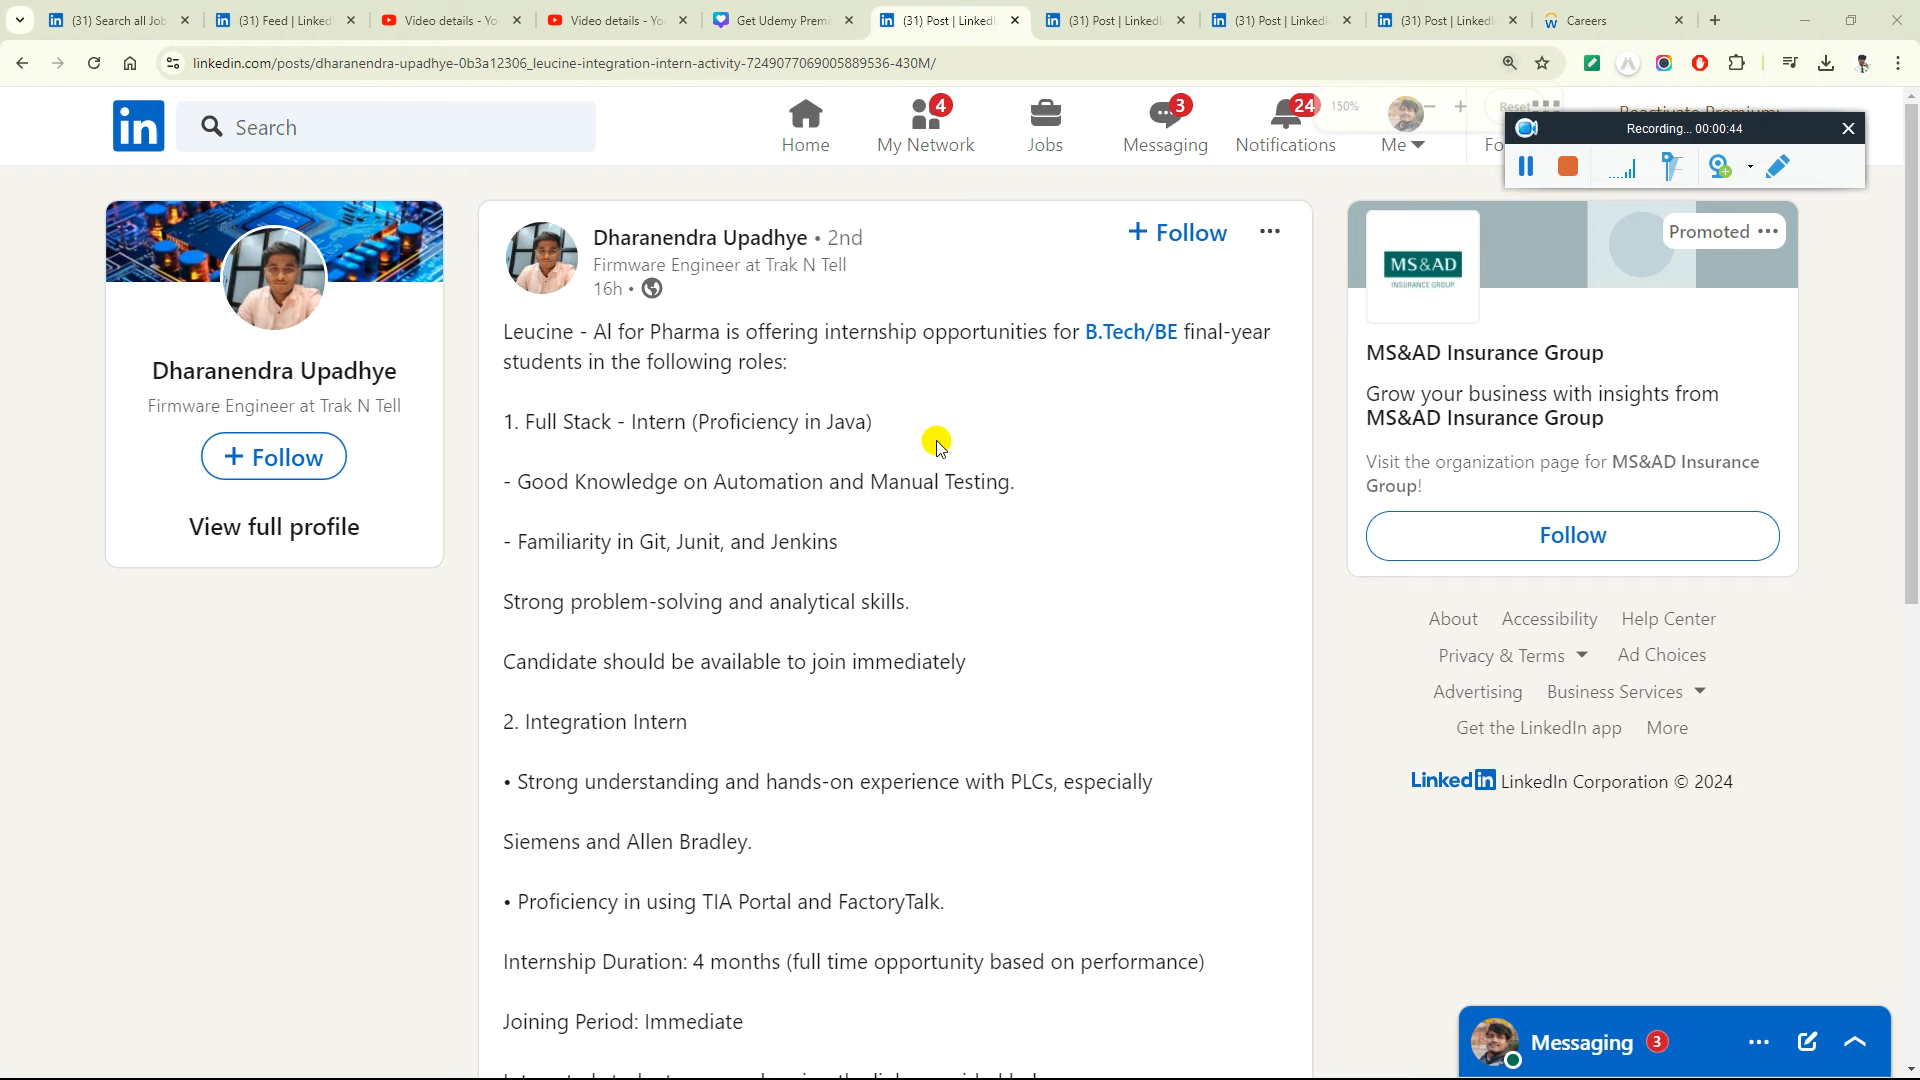 (31) Search all Job
(31) Feed | Linked
Video details - Yo
Video details - Yo
Get Udemy Premi
(31) Post | LinkedI
(31) Post | LinkedI
(31) Post | LinkedI
(31) Post | LinkedI
Careers
linkedin.com/posts/dharanendra-upadhye-0b3a12306_leucine-integration-intern-activity-7249077069005889536-430M/
in
Search
Home
4
My Network
Jobs
3
Messaging
24
Notifications
Me
150%
Reset
Recording... 00:00:44
Dharanendra Upadhye
Firmware Engineer at Trak N Tell
+ Follow
View full profile
Dharanendra Upadhye • 2nd
Firmware Engineer at Trak N Tell
16h •
+ Follow
Leucine - Al for Pharma is offering internship opportunities for B.Tech/BE final-year
students in the following roles:
1. Full Stack - Intern (Proficiency in Java)
- Good Knowledge on Automation and Manual Testing.
- Familiarity in Git, Junit, and Jenkins
Strong problem-solving and analytical skills.
Candidate should be available to join immediately
2. Integration Intern
• Strong understanding and hands-on experience with PLCs, especially
Siemens and Allen Bradley.
• Proficiency in using TIA Portal and FactoryTalk.
Internship Duration: 4 months (full time opportunity based on performance)
Joining Period: Immediate
Promoted
MS&AD
INSURANCE GROUP
MS&AD Insurance Group
Grow your business with insights from
MS&AD Insurance Group
Visit the organization page for MS&AD Insurance
Group!
Follow
About Accessibility Help Center
Privacy & Terms Ad Choices
Advertising Business Services
Get the LinkedIn app More
Linkedin LinkedIn Corporation © 2024
Messaging 3